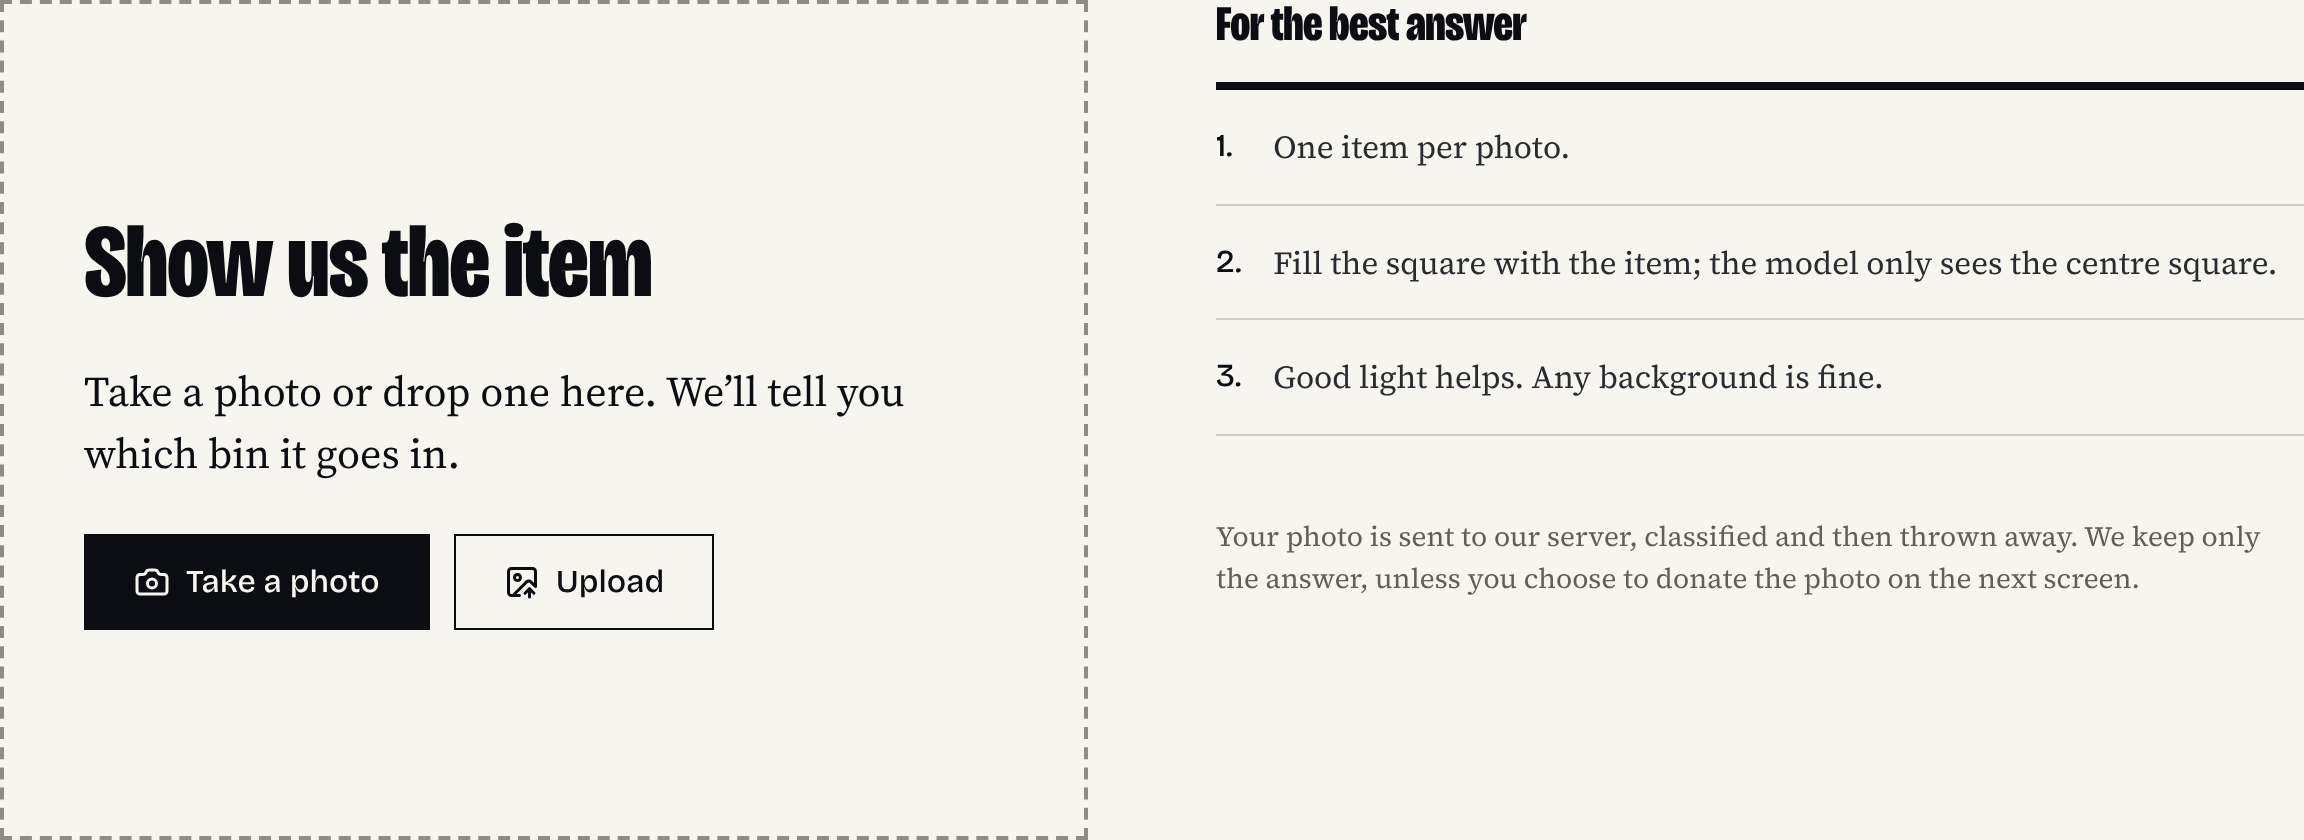 Show us the item
Take a photo or drop one here. We’ll tell you
which bin it goes in.
Take a photo
Upload
For the best answer
1. One item per photo.
2. Fill the square with the item; the model only sees the centre square.
3. Good light helps. Any background is fine.
Your photo is sent to our server, classified and then thrown away. We keep only
the answer, unless you choose to donate the photo on the next screen.